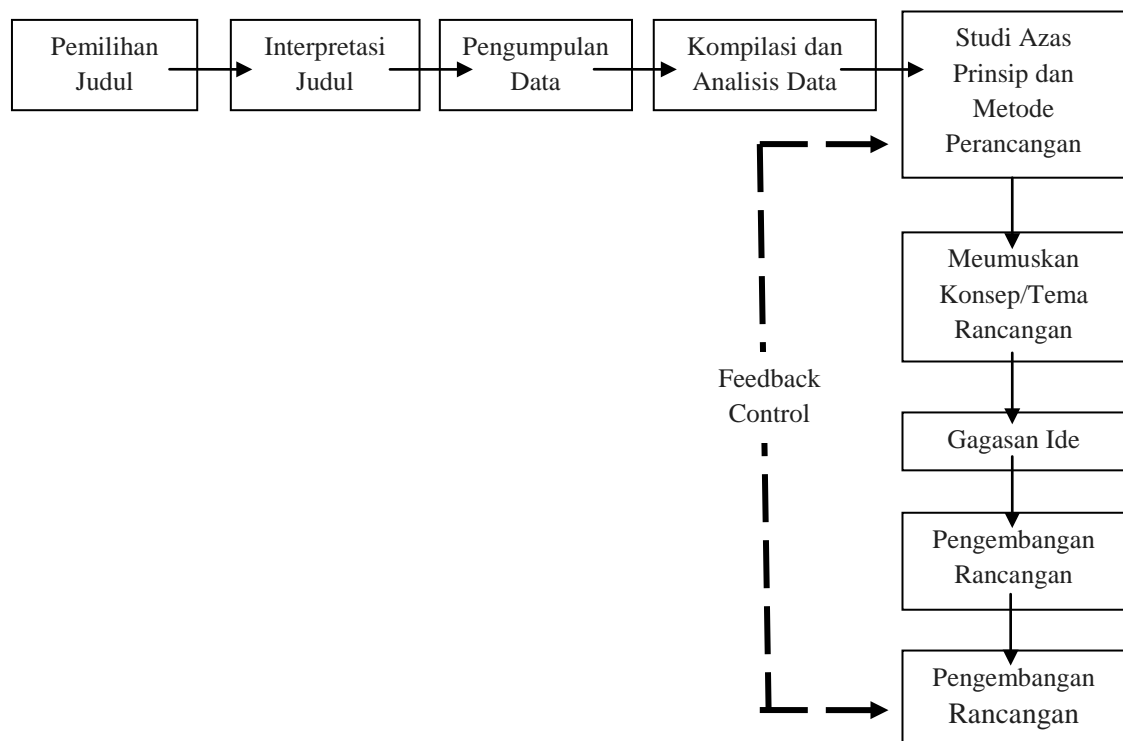 Pemilihan
Judul
Interpretasi
Judul
Pengumpulan
Data
Kompilasi dan
Analisis Data
Studi Azas
Prinsip dan
Metode
Perancangan
Meumuskan
Konsep/Tema
Rancangan
Feedback
Control
Gagasan Ide
Pengembangan
Rancangan
Pengembangan
Rancangan